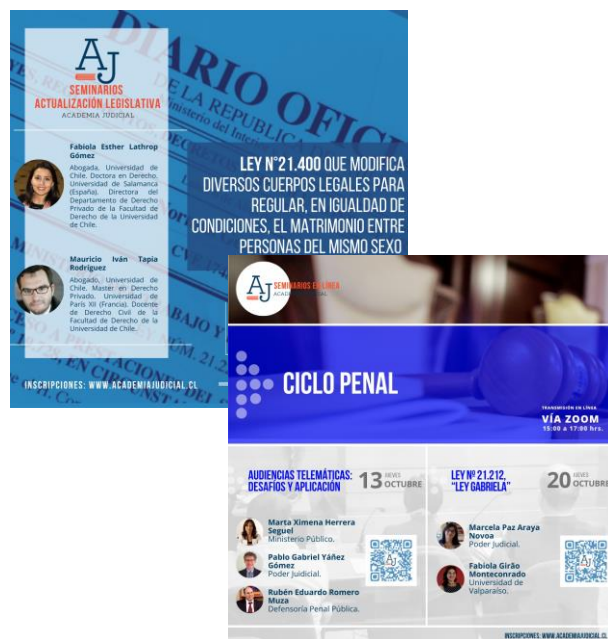 DIARIO OFICIAL
DE LA REPUBLICA
Ministerio del Interior
AJ
SEMINARIOS
ACTUALIZACIÓN LEGISLATIVA
ACADEMIA JUDICIAL
Fabiola Esther Lathrop
Gómez
Abogada, Universidad de
Chile. Doctora en Derecho,
Universidad de Salamanca
(España). Directora del
Departamento de Derecho
Privado de la Facultad de
Derecho de la Universidad
de Chile.
Mauricio Iván Tapia
Rodríguez
Abogado, Universidad de
Chile. Master en Derecho
Privado, Universidad de
París XII (Francia). Docente
de Derecho Civil de la
Facultad de Derecho de la
Universidad de Chile.
LEY N°21.400 QUE MODIFICA
DIVERSOS CUERPOS LEGALES PARA
REGULAR, EN IGUALDAD DE
CONDICIONES, EL MATRIMONIO ENTRE
PERSONAS DEL MISMO SEXO
INSCRIPCIONES: WWW.ACADEMIAJUDICIAL.CL
AJ
SEMINARIOS EN LÍNEA
ACADEMIA JUDICIAL
CICLO PENAL
TRANSMISIÓN EN LÍNEA
VÍA ZOOM
15:00 a 17:00 hrs.
AUDIENCIAS TELEMÁTICAS:
DESAFÍOS Y APLICACIÓN
13 JUEVES
OCTUBRE
Marta Ximena Herrera
Seguel
Ministerio Público.
Pablo Gabriel Yáñez
Gómez
Poder Judicial.
Rubén Eduardo Romero
Muza
Defensoría Penal Pública.
LEY Nº 21.212,
"LEY GABRIELA"
20 JUEVES
OCTUBRE
Marcela Paz Araya
Novoa
Poder Judicial.
Fabiola Girão
Monteconrado
Universidad de
Valparaíso.
INSCRIPCIONES: WWW.ACADEMIAJUDICIAL.CL